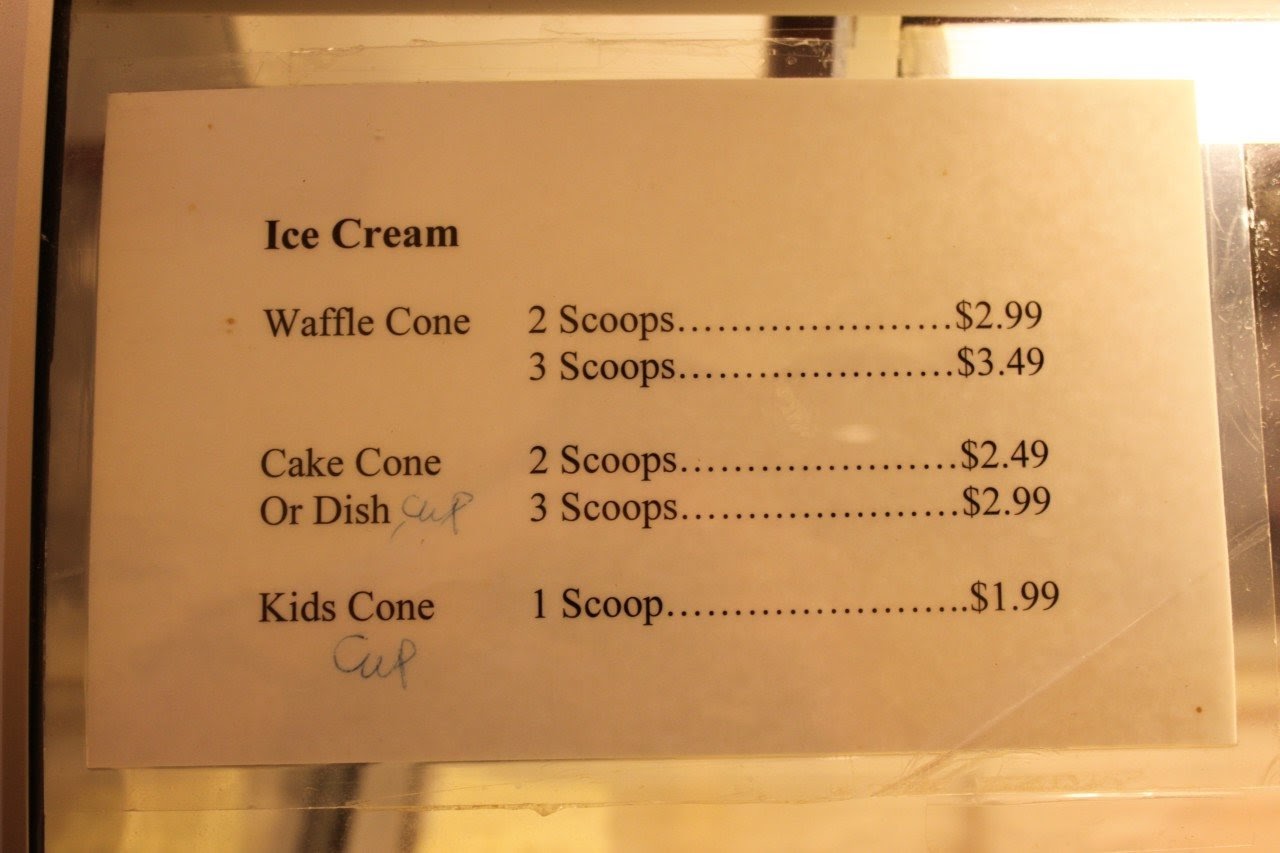 Ice Cream
Waffle Cone 2 Scoops.....................$2.99
3 Scoops.....................$3.49
Cake Cone 2 Scoops.....................$2.49
Or Dish, cup 3 Scoops.....................$2.99
Kids Cone 1 Scoop.......................$1.99
Cup